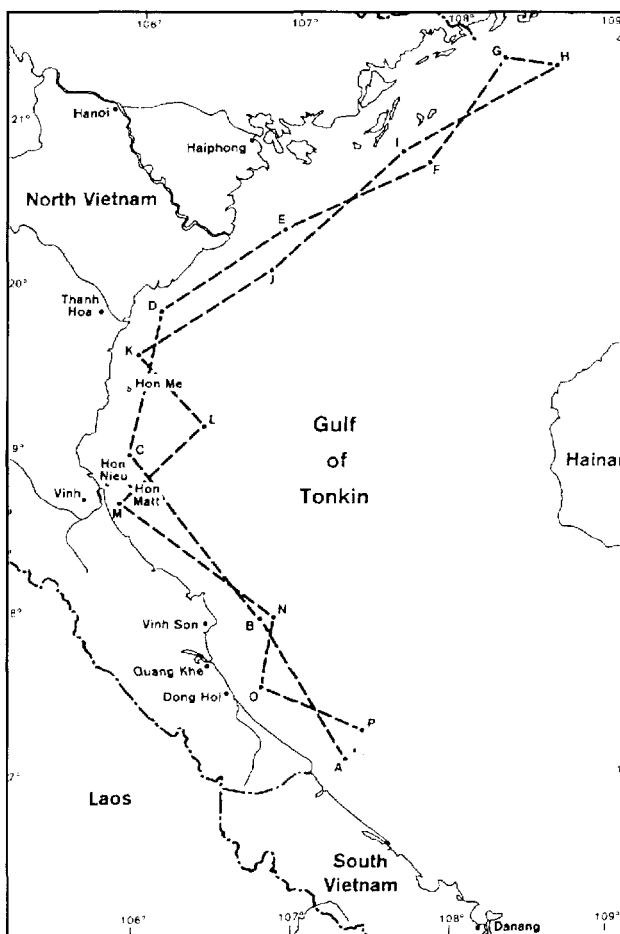 106°
107°
108°
109
G
H
21°
Hanoi
Haiphong
I
F
North Vietnam
E
20°
J
Thanh
Hoa
D
K
Hon Me
L
Gulf
of
Tonkin
C
9°
Hon
Nieu
Hon
Matt
Vinh
M
Hainan
N
8°
Vinh Son
B
Quang Khe
Dong Hoi
O
P
A
7°
Laos
South
Vietnam
106°
107°
108°
109°
Danang